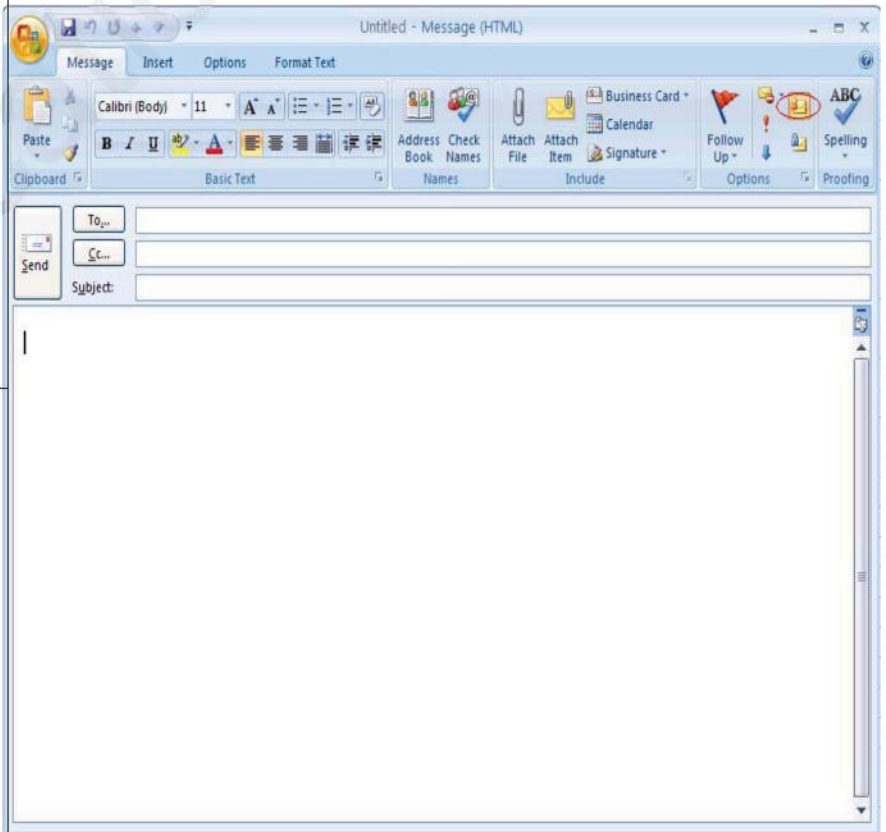 Untitled - Message (HTML)
Message Insert Options Format Text
Calibri (Body) 11 A A
Business Card
Calendar
Signature
ABC
Paste
B I U ab A
Address Book
Check Names
Attach File
Attach Item
Follow Up
Spelling
Clipboard Basic Text Names Include Options Proofing
To...
Cc...
Send
Subject: